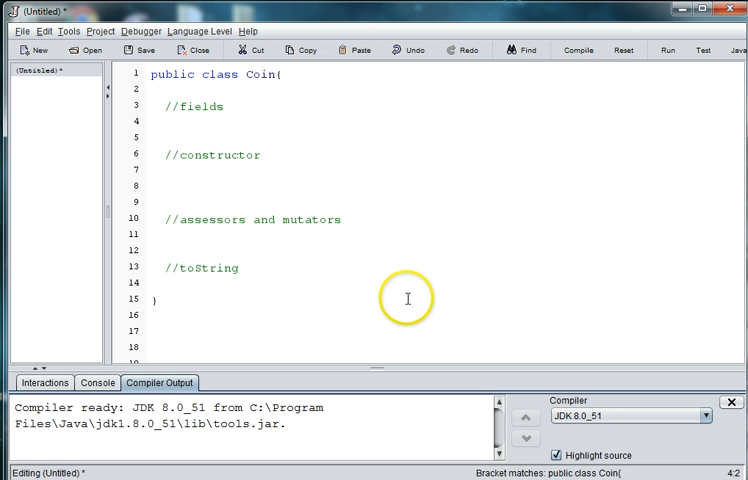 (Untitled) *
File Edit Tools Project Debugger Language Level Help
New Open Save Close Cut Copy Paste Undo Redo Find Compile Reset Run Test Java
(Untitled) *
1 public class Coin{
2
3 //fields
4
5
6 //constructor
7
8
9
10 //assessors and mutators
11
12
13 //toString
14
15 }
16
17
18
Interactions Console Compiler Output
Compiler ready: JDK 8.0_51 from C:\Program
Files\Java\jdk1.8.0_51\lib\tools.jar.
Compiler
JDK 8.0_51
Highlight source
Editing (Untitled) *
Bracket matches: public class Coin{
4:2